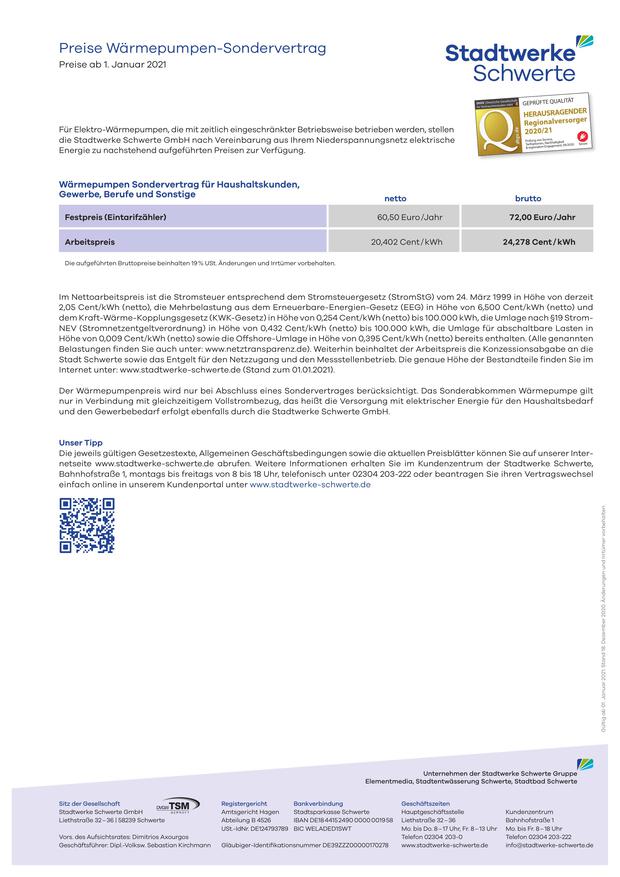 Preise Wärmepumpen-Sondervertrag
Preise ab 1. Januar 2021
Stadtwerke
Schwerte
GEPRÜFTE QUALITÄT
HERAUSRAGENDER
Regionalversorger
2020/21
Für Elektro-Wärmepumpen, die mit zeitlich eingeschränkter Betriebsweise betrieben werden, stellen
die Stadtwerke Schwerte GmbH nach Vereinbarung aus Ihrem Niederspannungsnetz elektrische
Energie zu nachstehend aufgeführten Preisen zur Verfügung.
Wärmepumpen Sondervertrag für Haushaltskunden,
Gewerbe, Berufe und Sonstige
netto brutto
Festpreis (Eintarifzähler) 60,50 Euro/Jahr 72,00 Euro/Jahr
Arbeitspreis 20,402 Cent/kWh 24,278 Cent/kWh
Die aufgeführten Bruttopreise beinhalten 19% USt. Änderungen und Irrtümer vorbehalten.
Im Nettoarbeitspreis ist die Stromsteuer entsprechend dem Stromsteuergesetz (StromStG) vom 24. März 1999 in Höhe von derzeit
2,05 Cent/kWh (netto), die Mehrbelastung aus dem Erneuerbare-Energien-Gesetz (EEG) in Höhe von 6,500 Cent/kWh (netto) und
dem Kraft-Wärme-Kopplungsgesetz (KWK-Gesetz) in Höhe von 0,254 Cent/kWh (netto) bis 100.000 kWh, die Umlage nach §19 Strom-
NEV (Stromnetzentgeltverordnung) in Höhe von 0,432 Cent/kWh (netto) bis 100.000 kWh, die Umlage für abschaltbare Lasten in
Höhe von 0,009 Cent/kWh (netto) sowie die Offshore-Umlage in Höhe von 0,395 Cent/kWh (netto) bereits enthalten. (Alle genannten
Belastungen finden Sie auch unter: www.netztransparenz.de). Weiterhin beinhaltet der Arbeitspreis die Konzessionsabgabe an die
Stadt Schwerte sowie das Entgelt für den Netzzugang und den Messstellenbetrieb. Die genaue Höhe der Bestandteile finden Sie im
Internet unter: www.stadtwerke-schwerte.de (Stand zum 01.01.2021).
Der Wärmepumpenpreis wird nur bei Abschluss eines Sondervertrages berücksichtigt. Das Sonderabkommen Wärmepumpe gilt
nur in Verbindung mit gleichzeitigem Vollstrombezug, das heißt die Versorgung mit elektrischer Energie für den Haushaltsbedarf
und den Gewerbebedarf erfolgt ebenfalls durch die Stadtwerke Schwerte GmbH.
Unser Tipp
Die jeweils gültigen Gesetzestexte, Allgemeinen Geschäftsbedingungen sowie die aktuellen Preisblätter können Sie auf unserer Inter-
netseite www.stadtwerke-schwerte.de abrufen. Weitere Informationen erhalten Sie im Kundenzentrum der Stadtwerke Schwerte,
Bahnhofstraße 1, montags bis freitags von 8 bis 18 Uhr, telefonisch unter 02304 203-222 oder beantragen Sie ihren Vertragswechsel
einfach online in unserem Kundenportal unter www.stadtwerke-schwerte.de
Gültig ab 01. Januar 2021. Stand 18. Dezember 2020. Änderungen und Irrtümer vorbehalten
Unternehmen der Stadtwerke Schwerte Gruppe
Elementmedia, Stadtentwässerung Schwerte, Stadtbad Schwerte
Sitz der Gesellschaft
Stadtwerke Schwerte GmbH
Liethstraße 32–36 | 58239 Schwerte
Vors. des Aufsichtsrates: Dimitrios Axourgos
Geschäftsführer: Dipl.-Volksw. Sebastian Kirchmann
DVGW TSM
GEPRÜFT
Registergericht
Amtsgericht Hagen
Abteilung B 4526
USt.-IdNr. DE124793789
Bankverbindung
Stadtsparkasse Schwerte
IBAN DE18 4415 2490 0000 0019 58
BIC WELADED1SWT
Gläubiger-Identifikationsnummer DE39ZZZ00000170278
Geschäftszeiten
Hauptgeschäftsstelle
Liethstraße 32–36
Mo. bis Do. 8–17 Uhr, Fr. 8–13 Uhr
Telefon 02304 203-0
www.stadtwerke-schwerte.de
Kundenzentrum
Bahnhofstraße 1
Mo. bis Fr. 8–18 Uhr
Telefon 02304 203-222
info@stadtwerke-schwerte.de